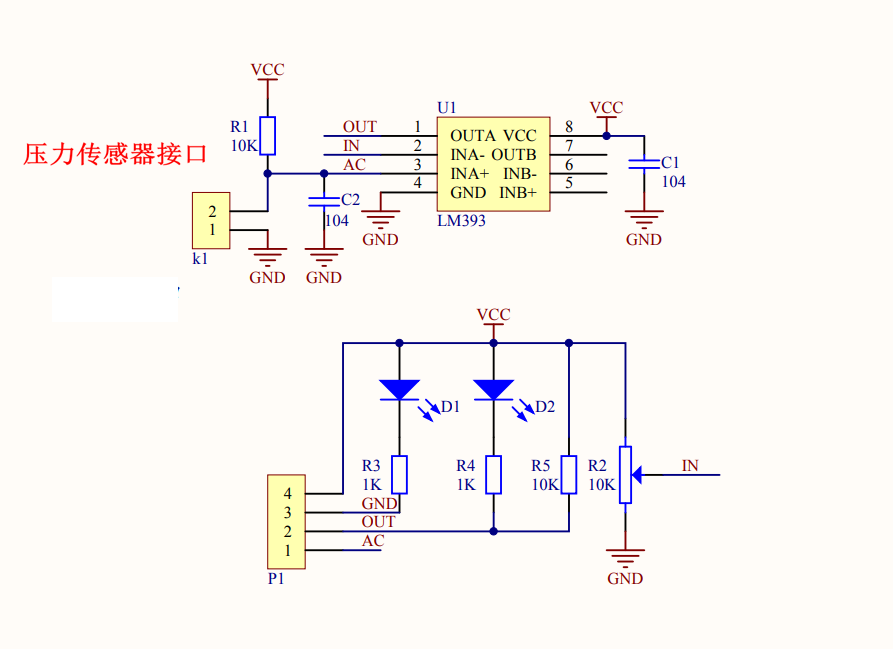 VCC
压力传感器接口
R1
10K
2
1
k1
GND
OUT
IN
AC
C2
104
GND
GND
U1
1
2
3
4
OUTA VCC
INA- OUTB
INA+ INB-
GND INB+
8
7
6
5
LM393
VCC
C1
104
GND
VCC
D1
D2
R3
1K
R4
1K
R5
10K
R2
10K
IN
4
3
2
1
P1
GND
OUT
AC
GND